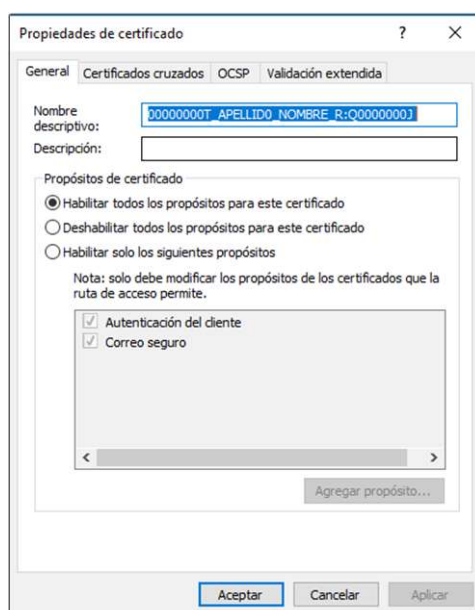 Propiedades de certificado
General Certificados cruzados OCSP Validación extendida
Nombre
descriptivo:
00000000T_APELLIDO_NOMBRE_R:Q0000000J
Descripción:
Propósitos de certificado
Habilitar todos los propósitos para este certificado
Deshabilitar todos los propósitos para este certificado
Habilitar solo los siguientes propósitos
Nota: solo debe modificar los propósitos de los certificados que la
ruta de acceso permite.
Autenticación del cliente
Correo seguro
Agregar propósito...
Aceptar Cancelar Aplicar